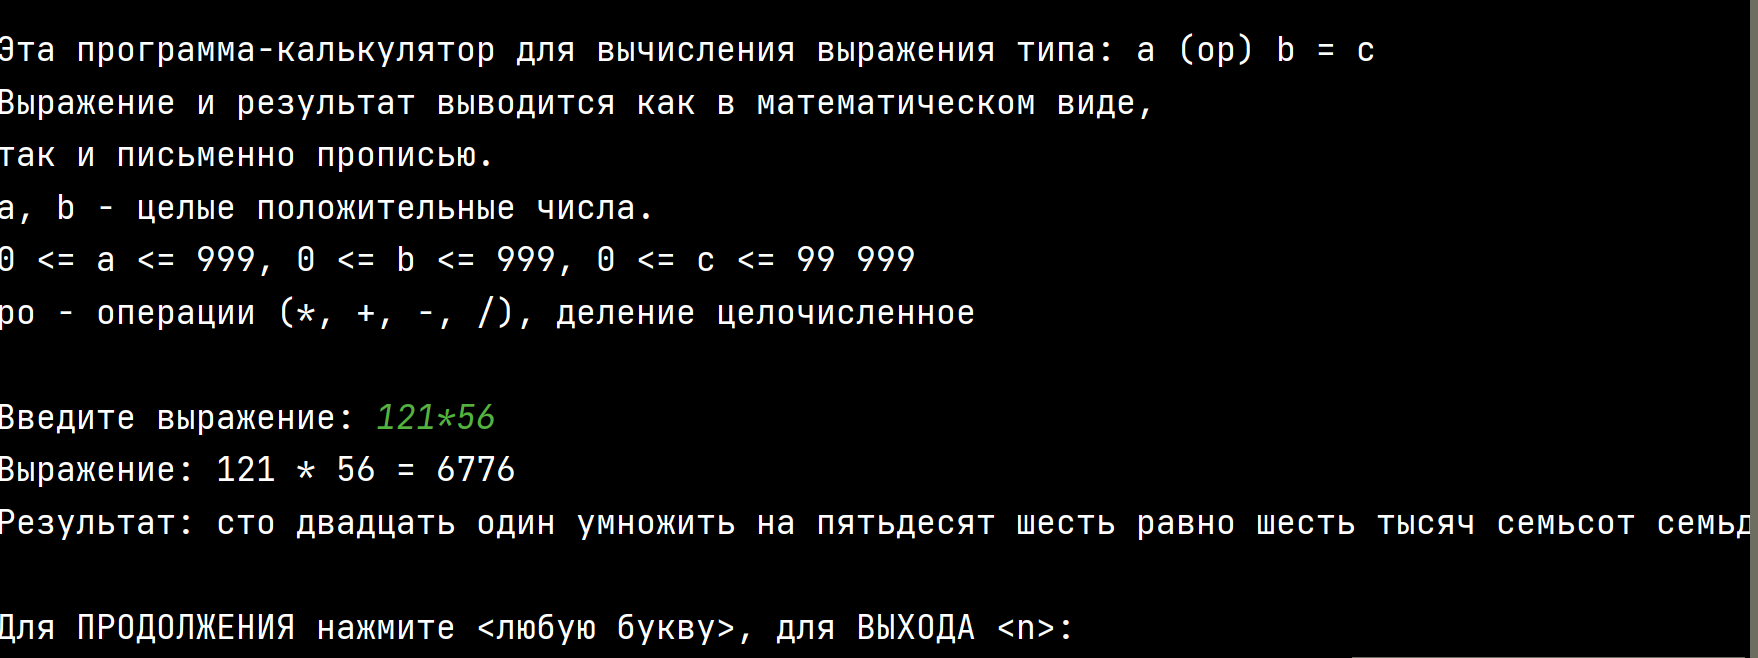 Эта программа-калькулятор для вычисления выражения типа: a (op) b = c
Выражение и результат выводится как в математическом виде,
так и письменно прописью.
a, b - целые положительные числа.
0 <= a <= 999, 0 <= b <= 999, 0 <= c <= 99 999
po - операции (*, +, -, /), деление целочисленное
Введите выражение: 121*56
Выражение: 121 * 56 = 6776
Результат: сто двадцать один умножить на пятьдесят шесть равно шесть тысяч семьсот
Для ПРОДОЛЖЕНИЯ нажмите <любую букву>, для ВЫХОДА <n>: